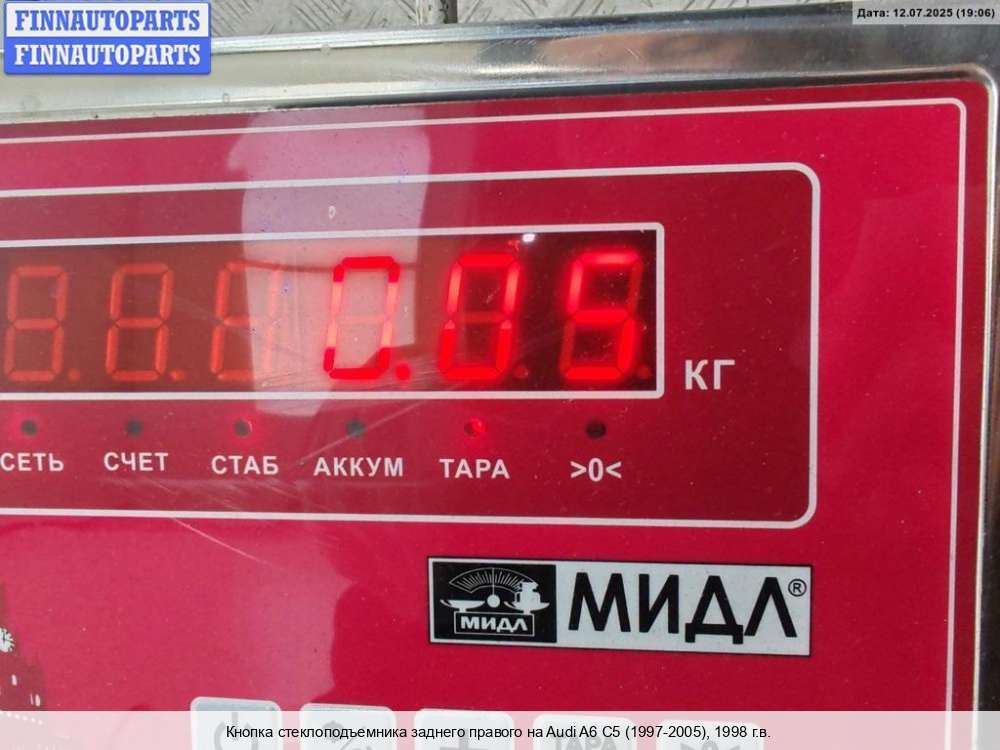 FINNAUTOPARTS
FINNAUTOPARTS
Дата: 12.07.2025 (19:06)
0.05
КГ
СЕТЬ СЧЕТ СТАБ АККУМ ТАРА >0<
МИДЛ
МИДЛ®
ТАРА
Кнопка стеклоподъемника заднего правого на Audi A6 C5 (1997-2005), 1998 г.в.